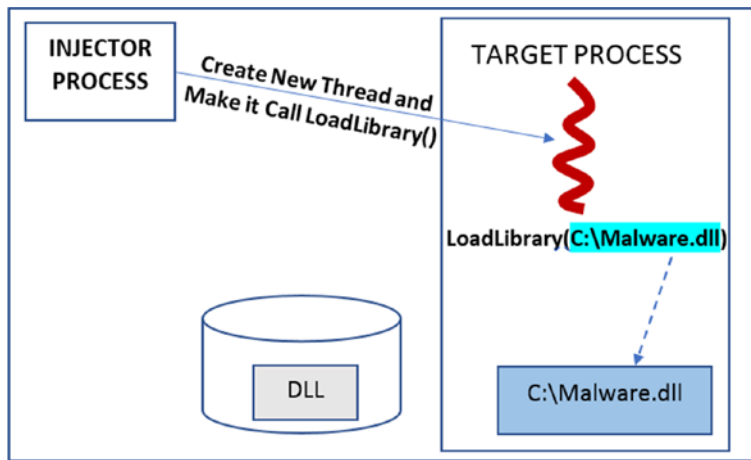 INJECTOR
PROCESS
Create New Thread and
Make it Call LoadLibrary()
TARGET PROCESS
LoadLibrary(C:\Malware.dll)
DLL
C:\Malware.dll